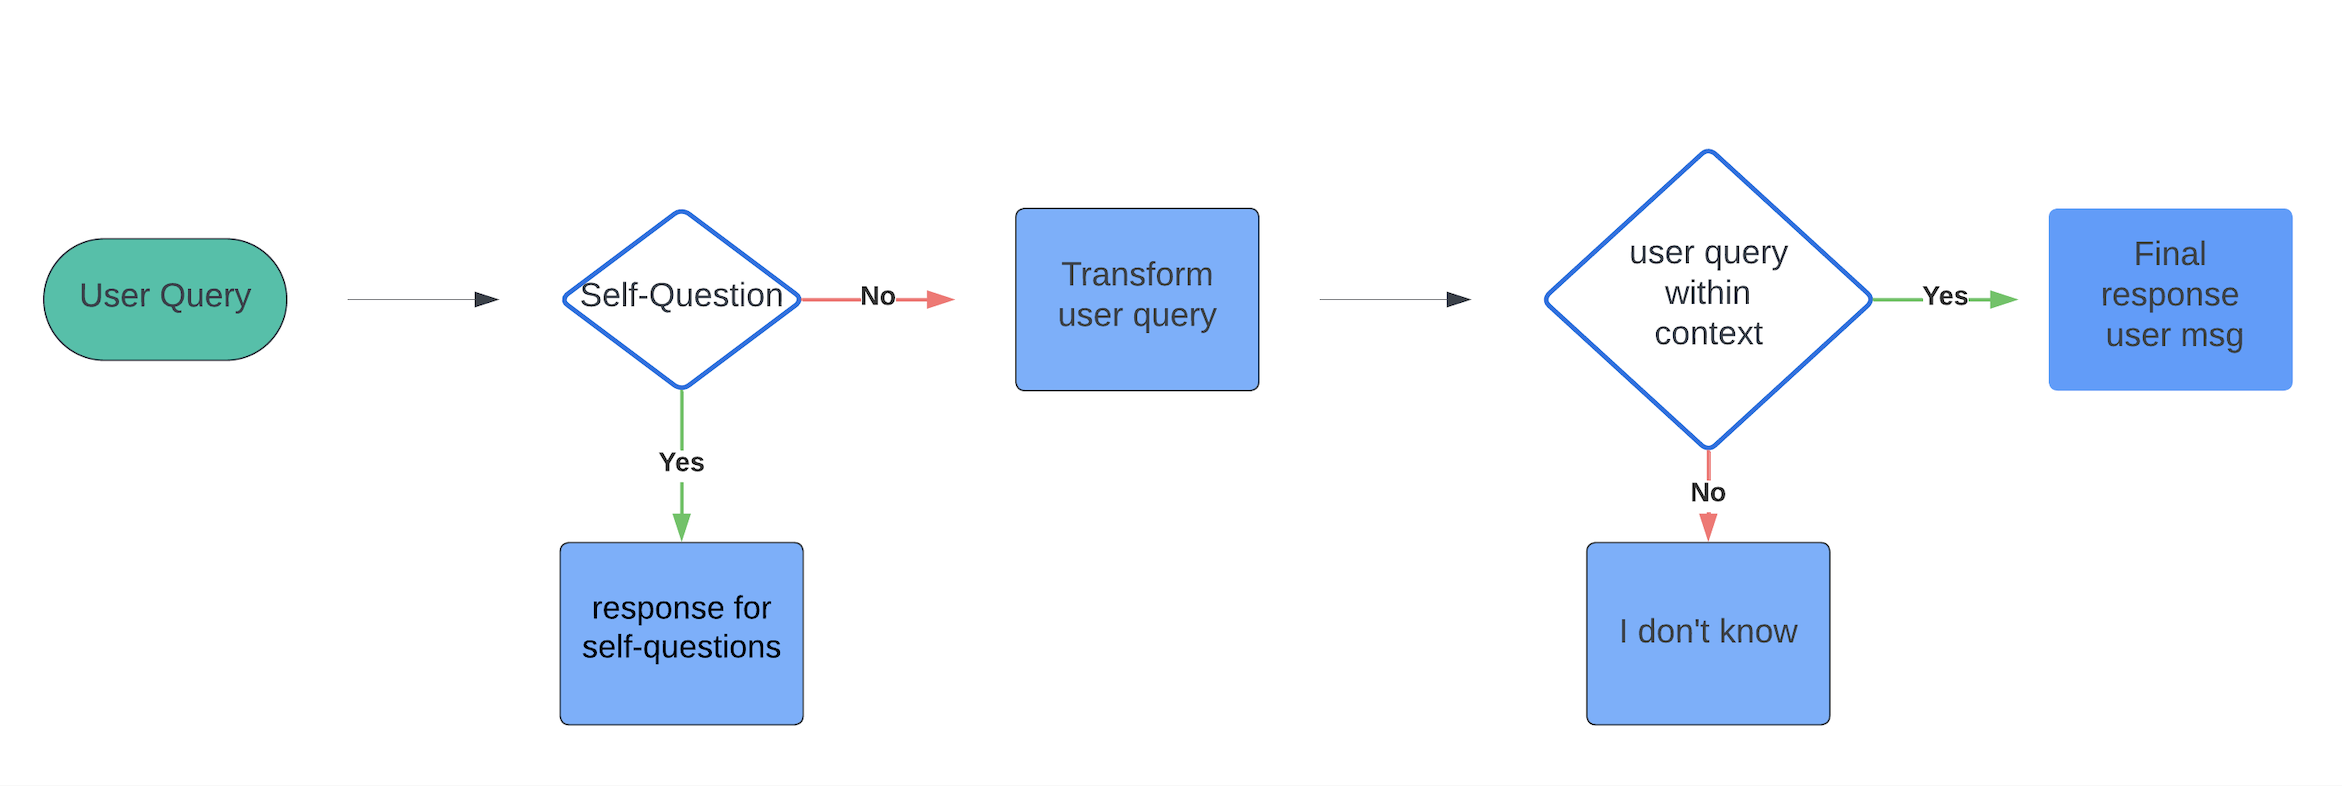 User Query
Self-Question
No
Yes
response for
self-questions
Transform
user query
user query
within
context
Yes
No
I don't know
Final
response
user msg